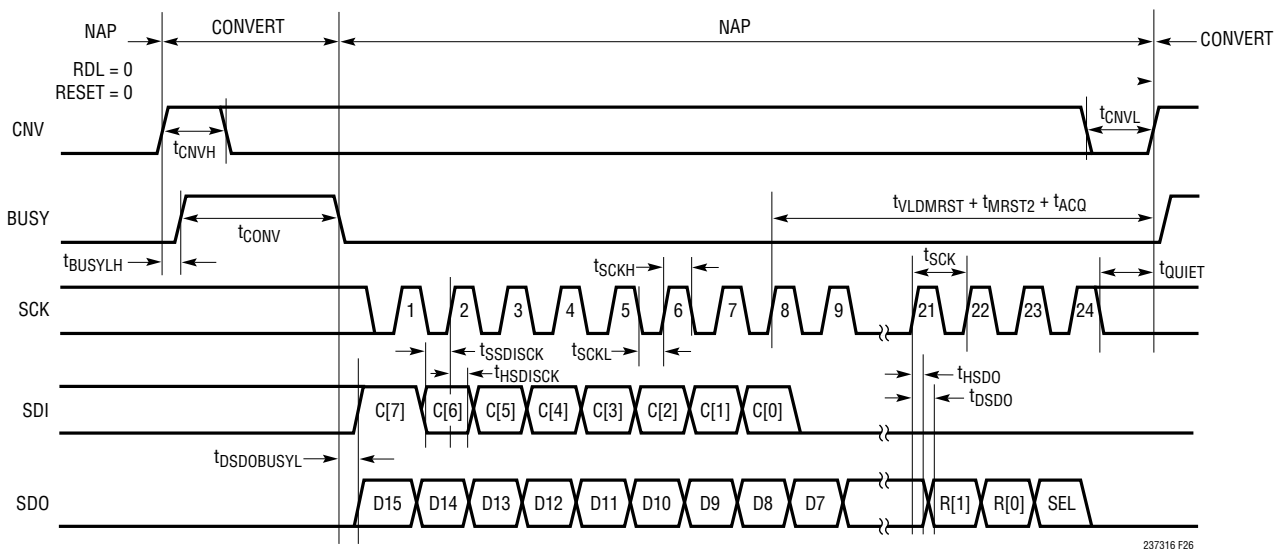 NAP CONVERT NAP CONVERT
RDL = 0
RESET = 0
CNV tCNVH tCNVL
BUSY tCONV tVLDMRST + tMRST2 + tACQ
tBUSYLH tSCKH tSCK tQUIET
SCK 1 2 3 4 5 6 7 8 9 21 22 23 24
tSSDISCK tSCKL
tHSDISCK tHSDO
tDSDO
SDI C[7] C[6] C[5] C[4] C[3] C[2] C[1] C[0]
tDSDOBUSYL
SDO D15 D14 D13 D12 D11 D10 D9 D8 D7 R[1] R[0] SEL
237316 F26